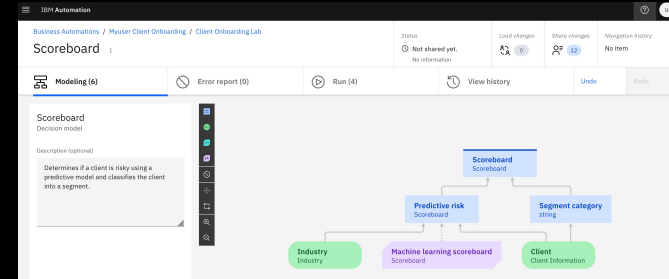 IBM Automation
Business Automations / Myuser Client Onboarding / Client Onboarding Lab
Scoreboard
Status
Not shared yet.
No information
Load changes
0
Share changes
12
Navigation history
No item
Modeling (6)
Error report (0)
Run (4)
View history
Undo
Redo
Scoreboard
Decision model
Description (optional)
Determines if a client is risky using a
predictive model and classifies the client
into a segment.
Scoreboard
Scoreboard
Predictive risk
Scoreboard
Segment category
string
Industry
Industry
Machine learning scoreboard
Scoreboard
Client
Client Information